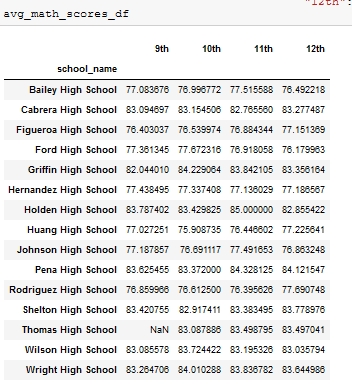 "12th":
avg_math_scores_df
9th 10th 11th 12th
school_name
Bailey High School 77.083676 76.996772 77.515588 76.492218
Cabrera High School 83.094697 83.154506 82.765560 83.277487
Figueroa High School 76.403037 76.539974 76.884344 77.151369
Ford High School 77.361345 77.672316 76.918058 76.179963
Griffin High School 82.044010 84.229064 83.842105 83.356164
Hernandez High School 77.438495 77.337408 77.136029 77.186567
Holden High School 83.787402 83.429825 85.000000 82.855422
Huang High School 77.027251 75.908735 76.446602 77.225641
Johnson High School 77.187857 76.691117 77.491653 76.863248
Pena High School 83.625455 83.372000 84.328125 84.121547
Rodriguez High School 76.859966 76.612500 76.395626 77.690748
Shelton High School 83.420755 82.917411 83.383495 83.778976
Thomas High School NaN 83.087886 83.498795 83.497041
Wilson High School 83.085578 83.724422 83.195326 83.035794
Wright High School 83.264706 84.010288 83.836782 83.644986